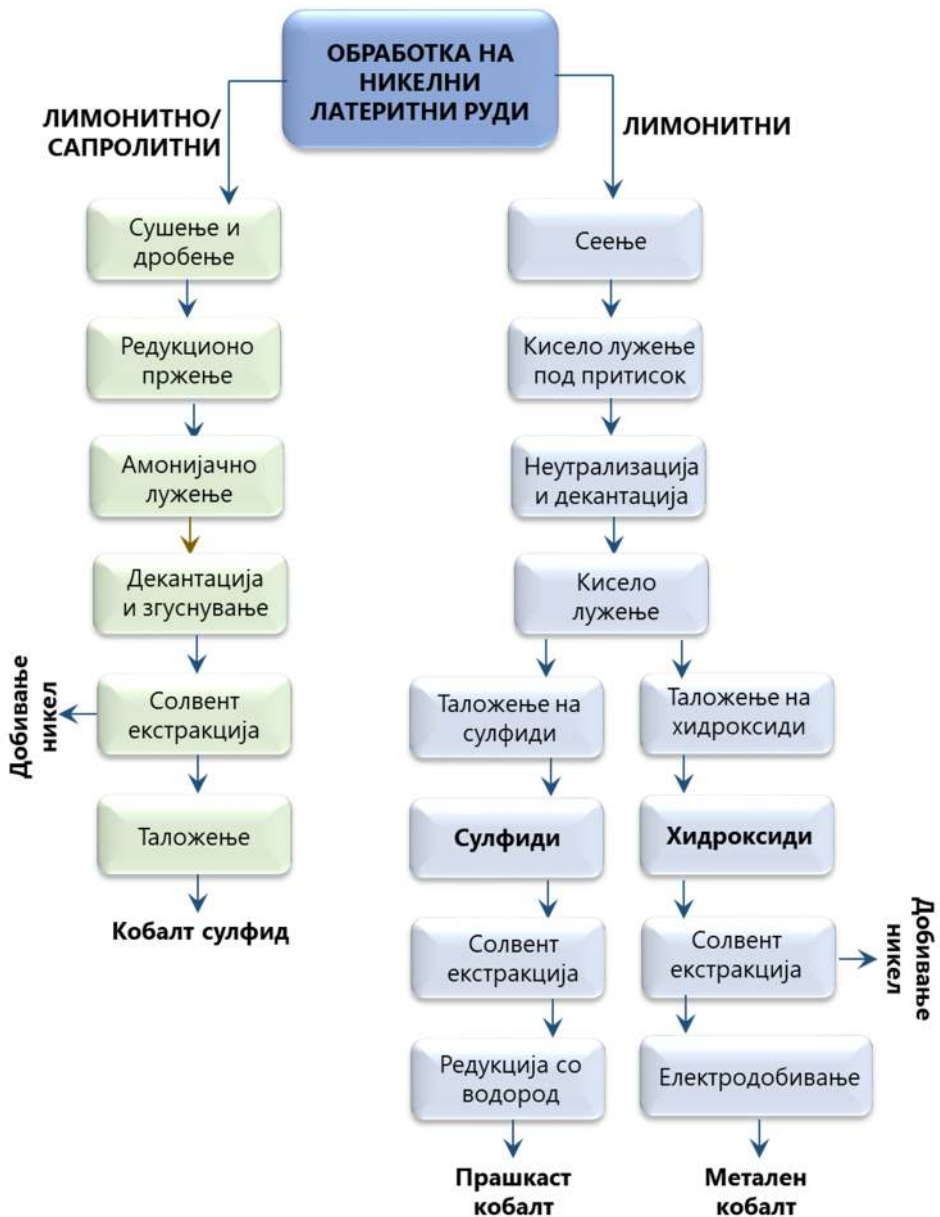 ОБРАБОТКА НА
НИКЕЛНИ
ЛАТЕРИТНИ РУДИ
ЛИМОНИТНО/
САПРОЛИТНИ
Сушење и
дробење
Редукционо
пржење
Амонијачно
лужење
Декантација
и згуснување
Солвент
екстракција
Добивање
никел
Таложење
Кобалт сулфид
ЛИМОНИТНИ
Сеење
Кисело лужење
под притисок
Неутрализација
и декантација
Кисело
лужење
Таложење на
сулфиди
Сулфиди
Солвент
екстракција
Редукција со
водород
Прашкаст
кобалт
Таложење на
хидроксиди
Хидроксиди
Солвент
екстракција
Добивање
никел
Електродобивање
Метален
кобалт